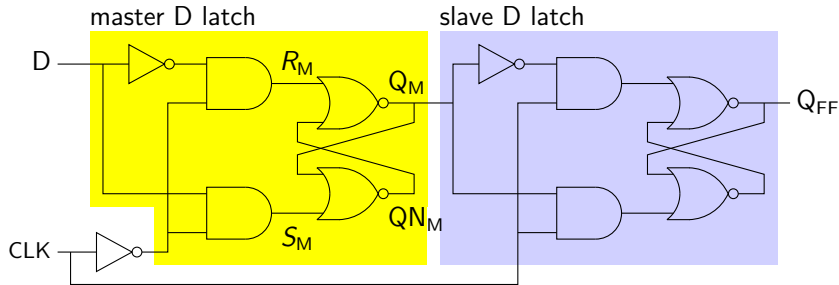 master D latch
slave D latch
D
R_M
Q_M
Q_FF
QN_M
S_M
CLK